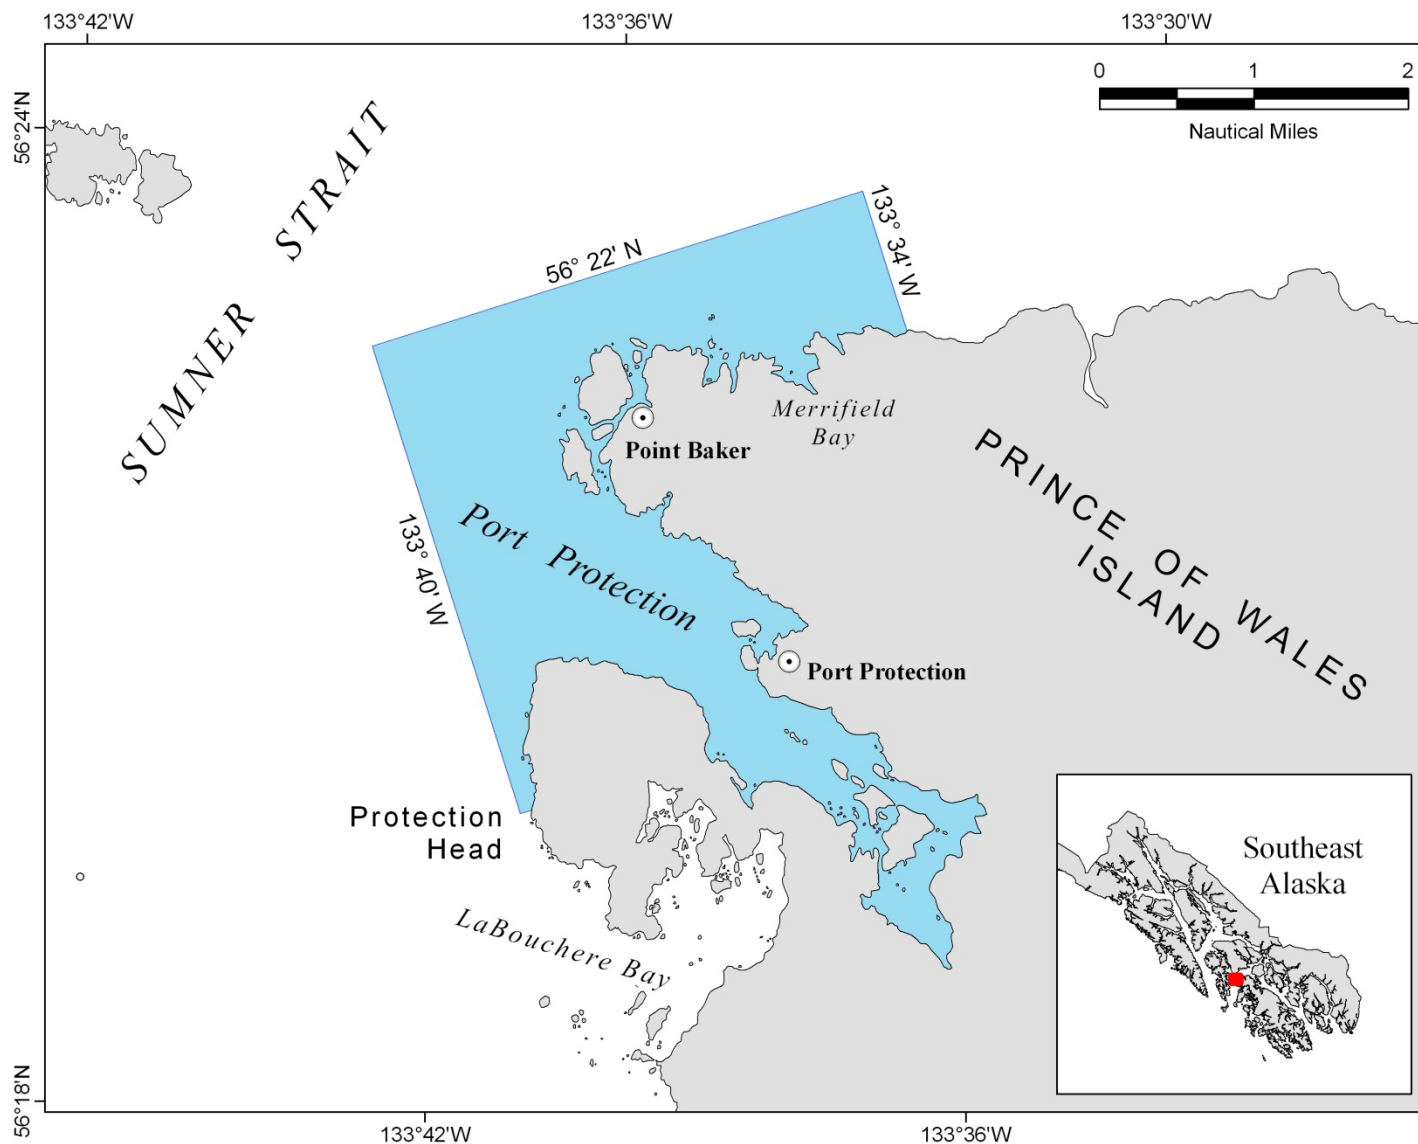 133°42'W
133°36'W
133°30'W
0
1
2
Nautical Miles
56°24'N
SUMNER STRAIT
56° 22' N
133° 34' W
Merrifield
Bay
Point Baker
PRINCE OF WALES
ISLAND
Port Protection
133° 40' W
Port Protection
Protection
Head
LaBouchere Bay
Southeast
Alaska
56°18'N
133°42'W
133°36'W